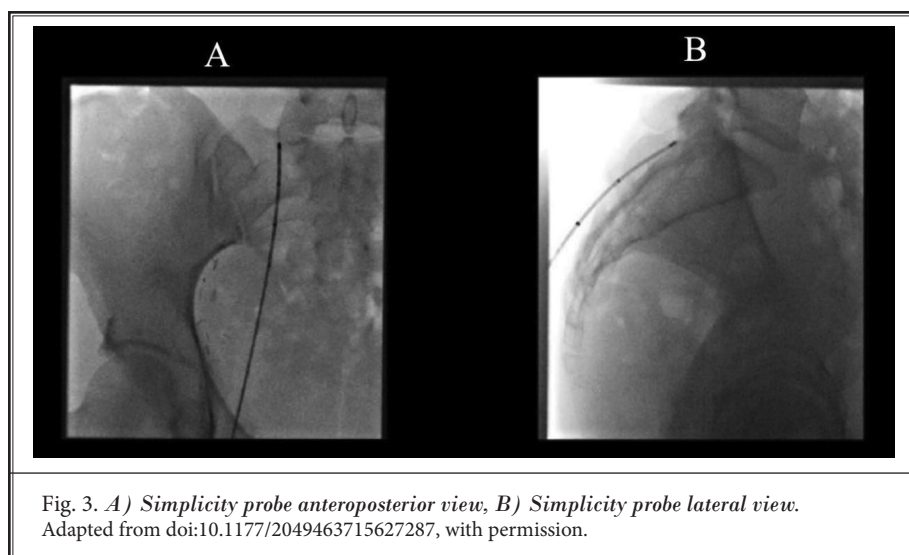 A
B
Fig. 3. A) Simplicity probe anteroposterior view, B) Simplicity probe lateral view.
Adapted from doi:10.1177/2049463715627287, with permission.